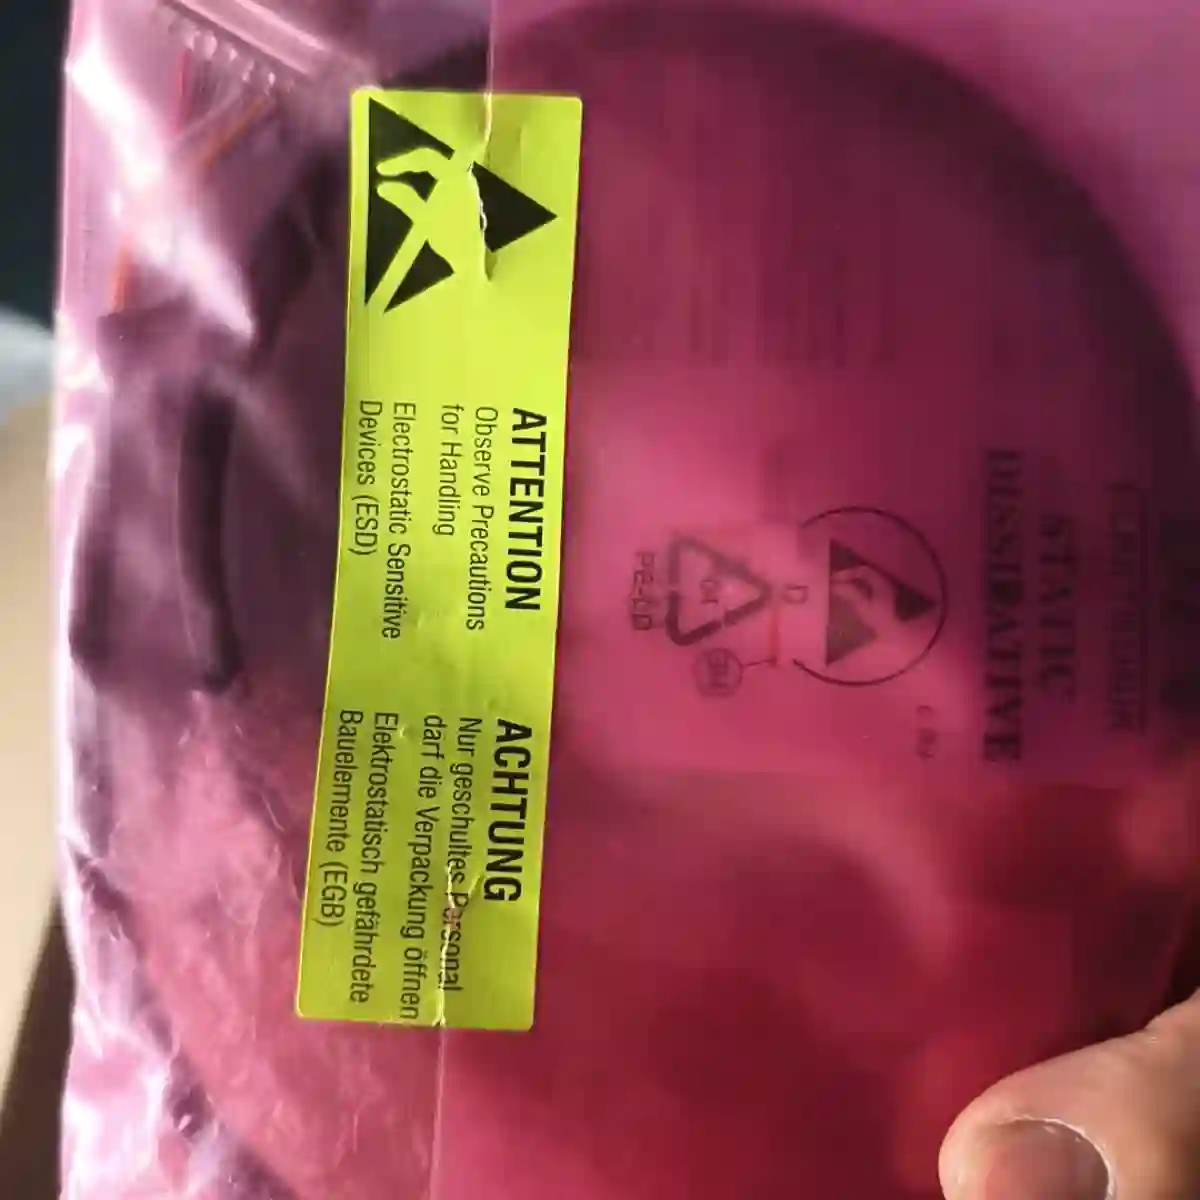 ATTENTION
Observe Precautions
for Handling
Electrostatic Sensitive
Devices (ESD)
ACHTUNG
Nur geschultes Personal
darf die Verpackung öffnen
Elektrostatisch gefährdete
Bauelemente (EGB)
STATIC
DISSIPATIVE
PE-LD